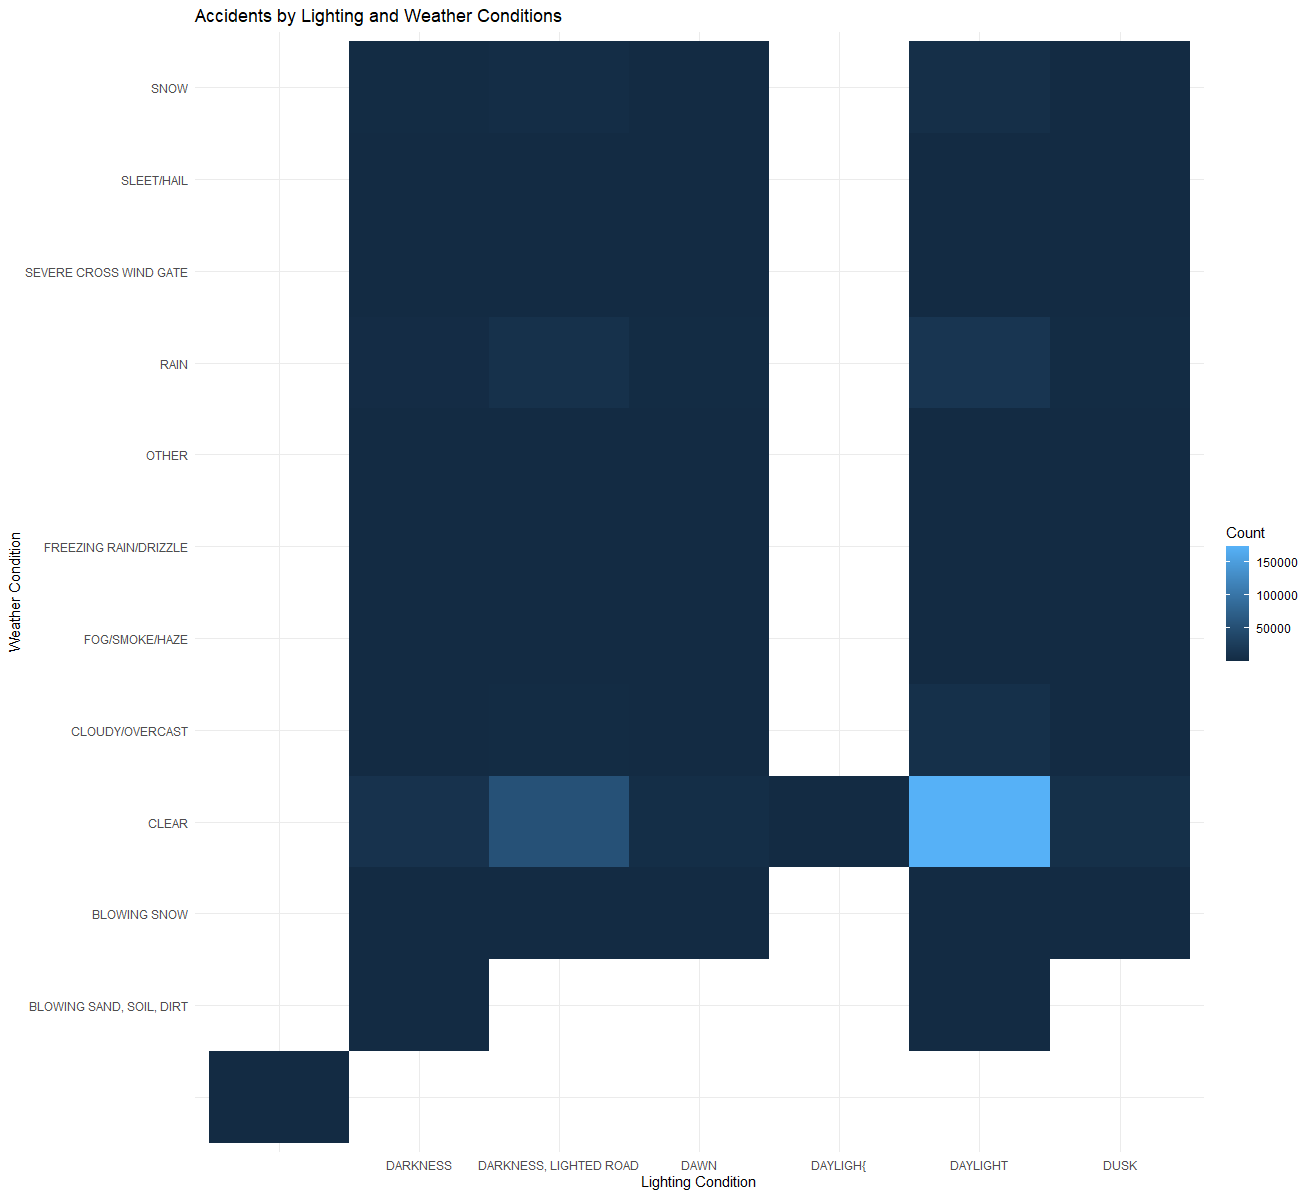 Accidents by Lighting and Weather Conditions
SNOW
SLEET/HAIL
SEVERE CROSS WIND GATE
RAIN
OTHER
FREEZING RAIN/DRIZZLE
FOG/SMOKE/HAZE
CLOUDY/OVERCAST
CLEAR
BLOWING SNOW
BLOWING SAND, SOIL, DIRT
Weather Condition
DARKNESS
DARKNESS, LIGHTED ROAD
DAWN
DAYLIGH{
DAYLIGHT
DUSK
Lighting Condition
Count
150000
100000
50000